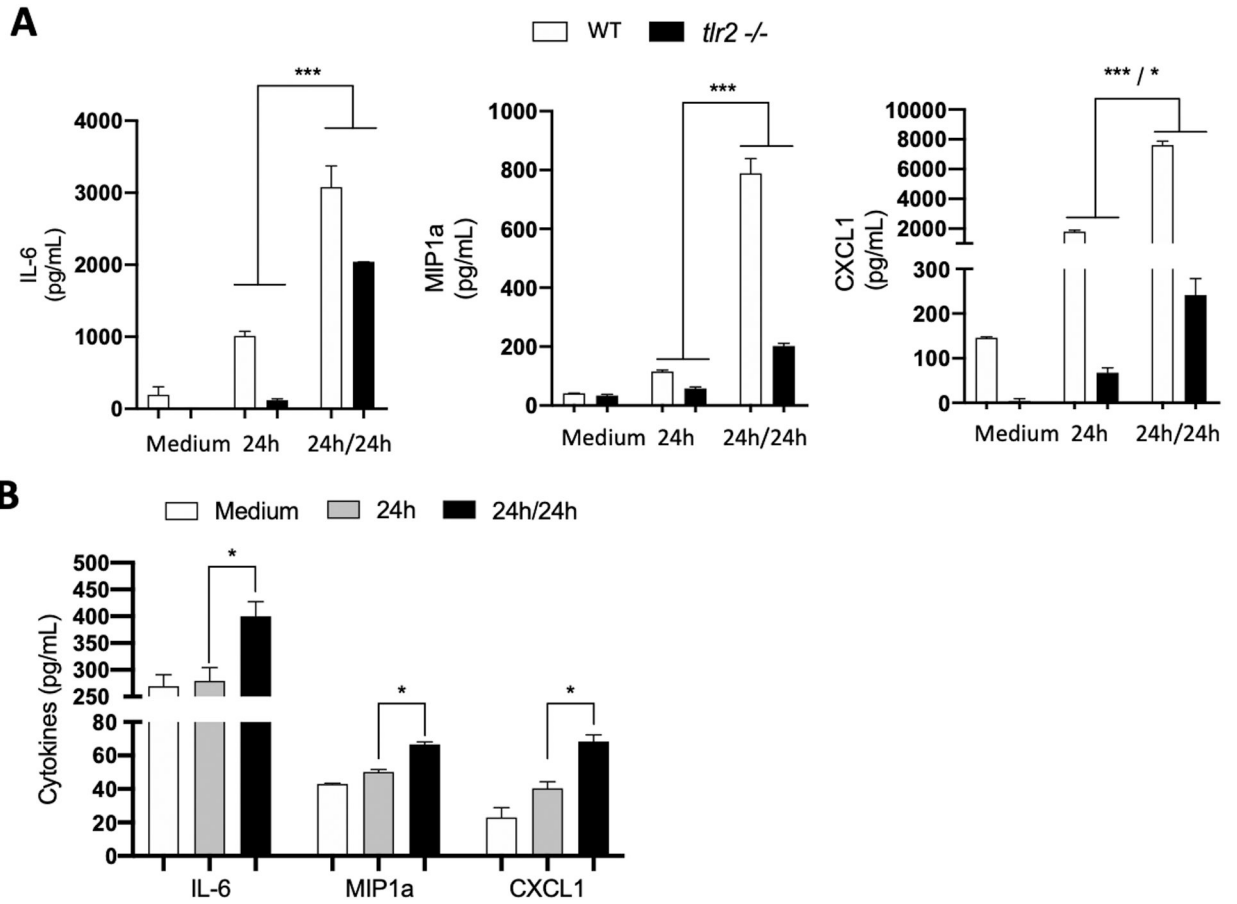 A
WT tlr2 -/-
***
IL-6
(pg/mL)
4000
3000
2000
1000
0
Medium 24h 24h/24h
***
MIP1a
(pg/mL)
1000
800
600
400
200
0
Medium 24h 24h/24h
*** / *
CXCL1
(pg/mL)
10000
8000
6000
4000
2000
300
200
100
0
Medium 24h 24h/24h
B
Medium 24h 24h/24h
Cytokines (pg/mL)
500
450
400
350
300
250
80
60
40
20
0
*
*
*
IL-6 MIP1a CXCL1